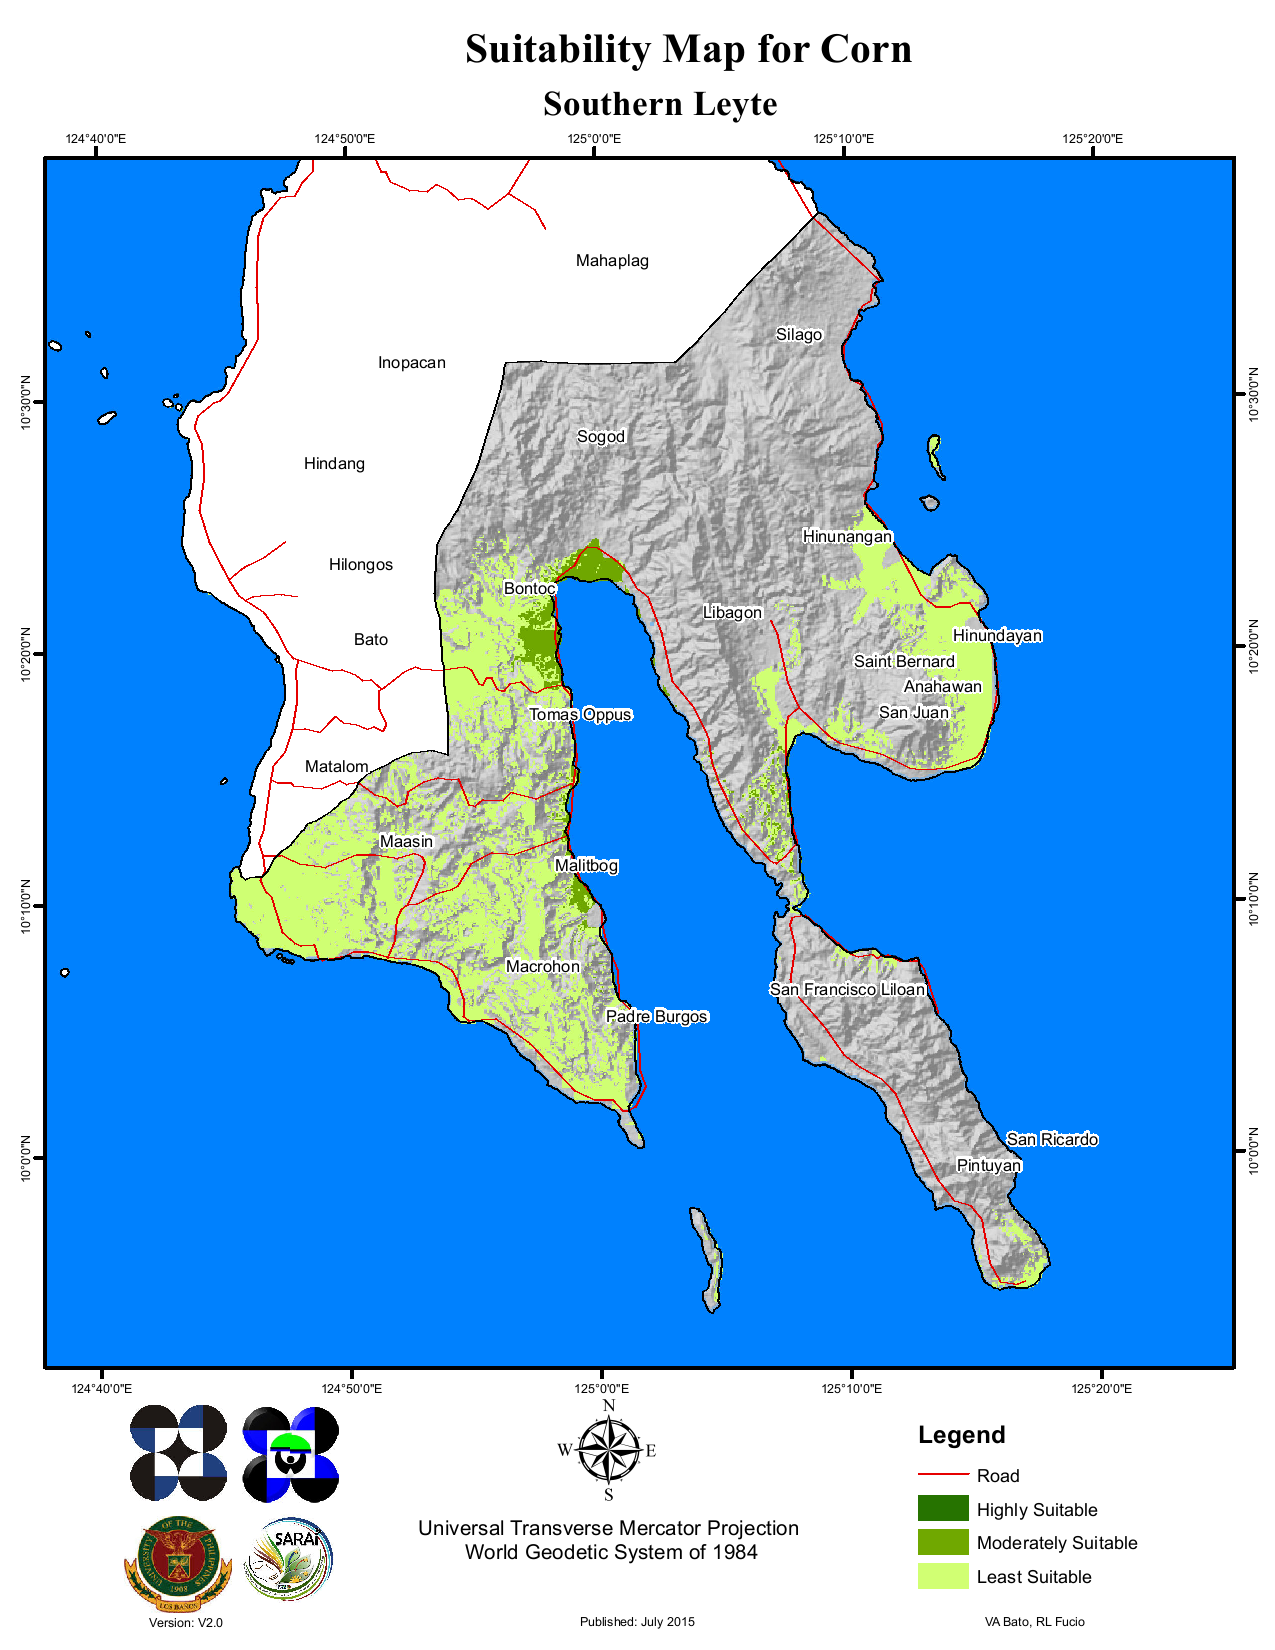 Suitability Map for Corn
Southern Leyte
124°40'0"E 124°50'0"E 125°0'0"E 125°10'0"E 125°20'0"E
Mahaplag
Silago
Inopacan
10°30'0"N
10°30'0"N
Sogod
Hindang
Hinunangan
Hilongos
Bontoc
Libagon
Hinundayan
Bato
10°20'0"N
10°20'0"N
Saint Bernard
Anahawan
San Juan
Tomas Oppus
Matalom
Maasin
Malitbog
10°10'0"N
10°10'0"N
Macrohon
San Francisco Liloan
Padre Burgos
San Ricardo
10°0'0"N
10°0'0"N
Pintuyan
124°40'0"E 124°50'0"E 125°0'0"E 125°10'0"E 125°20'0"E
N
W E
S
Legend
Road
Highly Suitable
Moderately Suitable
Least Suitable
Universal Transverse Mercator Projection
World Geodetic System of 1984
UNIVERSITY OF THE PHILIPPINES
1908
LOS BAÑOS
SARAI
Version: V2.0
Published: July 2015
VA Bato, RL Fucio